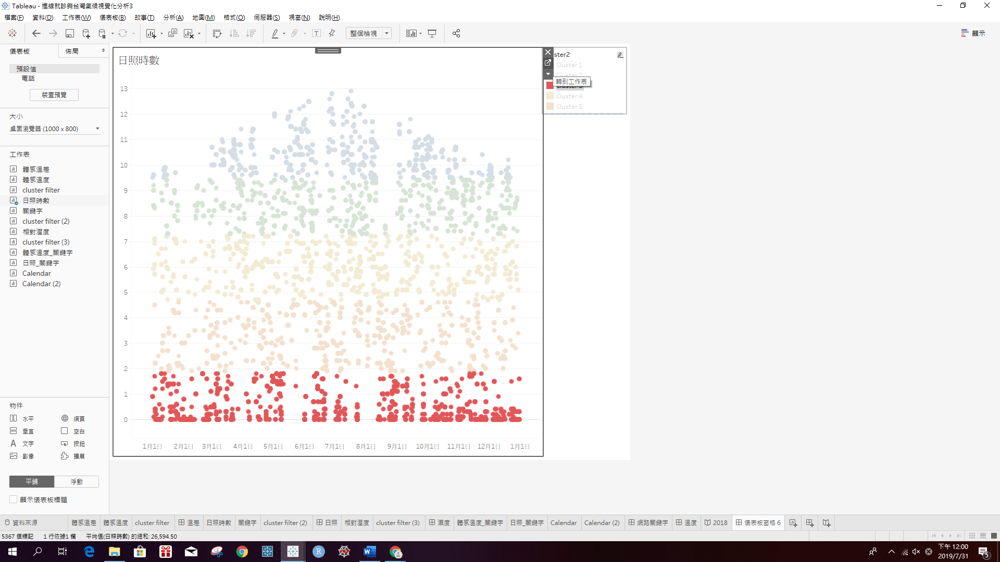 Tableau - 進線就診與台灣氣候視覺化分析3
檔案(F) 資料(D) 工作表(W) 儀表板(B) 故事(T) 分析(A) 地圖(M) 格式(O) 伺服器(S) 視窗(N) 說明(H)
整個檢視
顯示
儀表板 佈局
預設值
電話
裝置預覽
大小
桌面瀏覽器 (1000 x 800)
工作表
體感溫差
體感溫度
cluster filter
日照時數
關鍵字
cluster filter (2)
相對溼度
cluster filter (3)
體感溫度_關鍵字
日照_關鍵字
Calendar
Calendar (2)
物件
水平 網頁
垂直 空白
文字 按鈕
影像 擴展
平鋪 浮動
顯示儀表板標題
日照時數
13
12
11
10
9
8
7
6
5
4
3
2
1
0
1月1日 2月1日 3月1日 4月1日 5月1日 6月1日 7月1日 8月1日 9月1日 10月1日 11月1日 12月1日 1月1日
ster2
Cluster 1
Cluster 2
轉到工作表
Cluster 3
Cluster 4
Cluster 5
資料來源 體感溫差 體感溫度 cluster filter 溫差 日照時數 關鍵字 cluster filter (2) 日照 相對溼度 cluster filter (3) 濕度 體感溫度_關鍵字 日照_關鍵字 Calendar Calendar (2) 網路關鍵字 溫度 2018 儀表板窗格 6
5367 個標記 1 行依據1 欄 平均值(日照時數) 的總和: 26,594.50
下午 12:00
2019/7/31
5